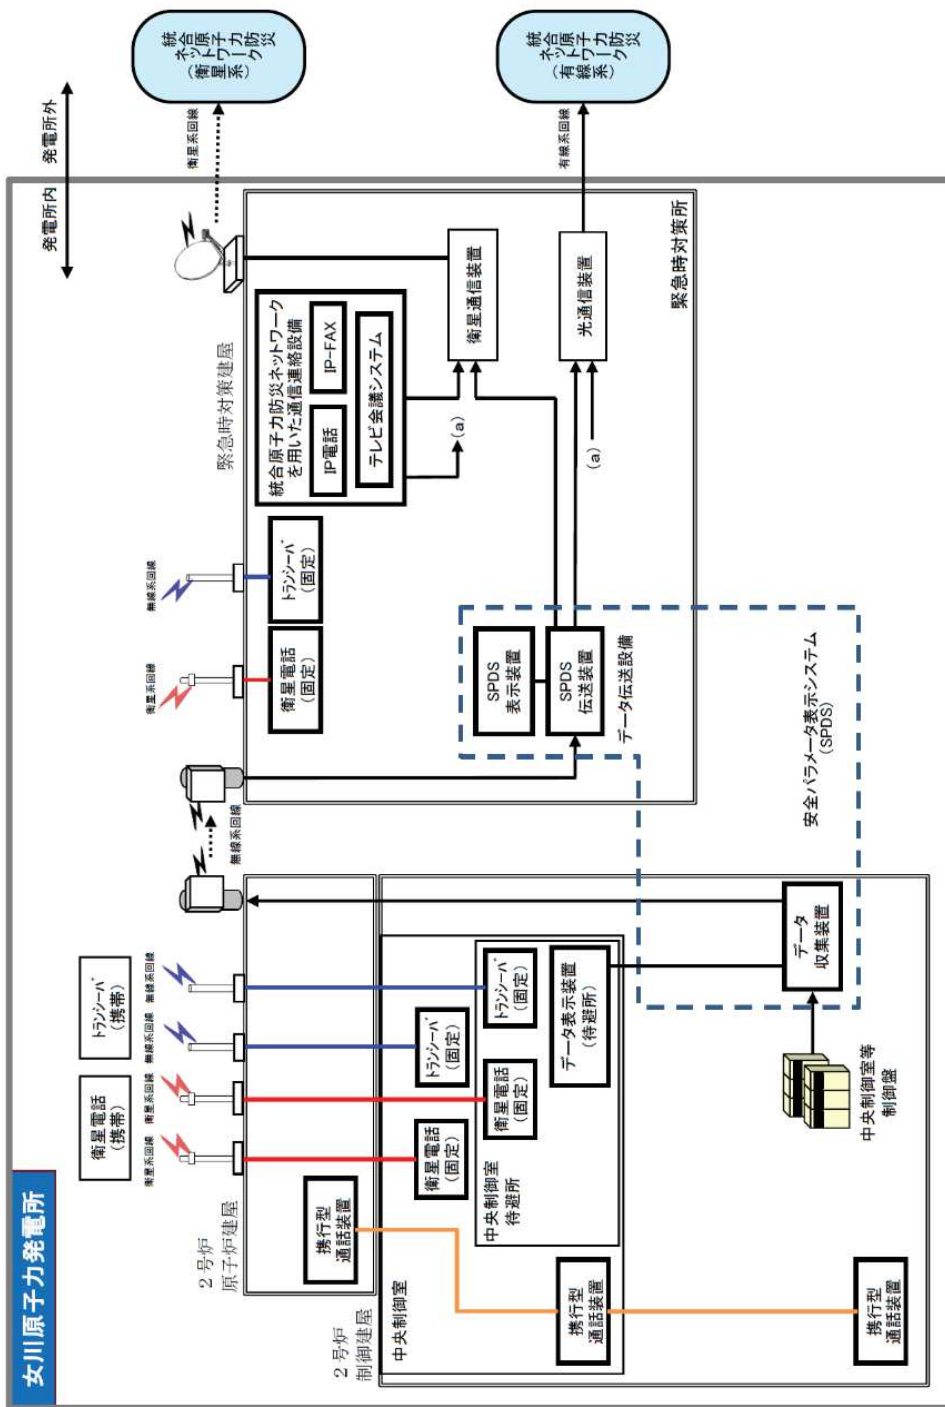 女川原子力発電所
発電所内
発電所外
統合原子力防災
ネットワーク
(衛星系)
統合原子力防災
ネットワーク
(有線系)
衛星系回線
有線系回線
衛星電話
(携帯)
トランシーバ
(携帯)
衛星系回線
衛星系回線
無線系回線
無線系回線
無線系回線
衛星系回線
無線系回線
2号炉
原子炉建屋
緊急時対策建屋
携行型
通話装置
2号炉
制御建屋
中央制御室
衛星電話
(固定)
トランシーバ
(固定)
中央制御室
待避所
衛星電話
(固定)
トランシーバ
(固定)
データ表示装置
(待避所)
携行型
通話装置
携行型
通話装置
中央制御室等
制御盤
データ
収集装置
衛星電話
(固定)
トランシーバ
(固定)
統合原子力防災ネットワーク
を用いた通信連絡設備
IP電話
IP-FAX
テレビ会議システム
(a)
衛星通信装置
SPDS
表示装置
SPDS
伝送装置
データ伝送設備
(a)
光通信装置
緊急時対策所
安全パラメータ表示システム
(SPDS)